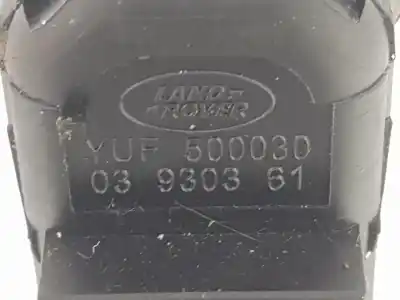 LAND-
-ROVER
YUF 500030
03 9303 61